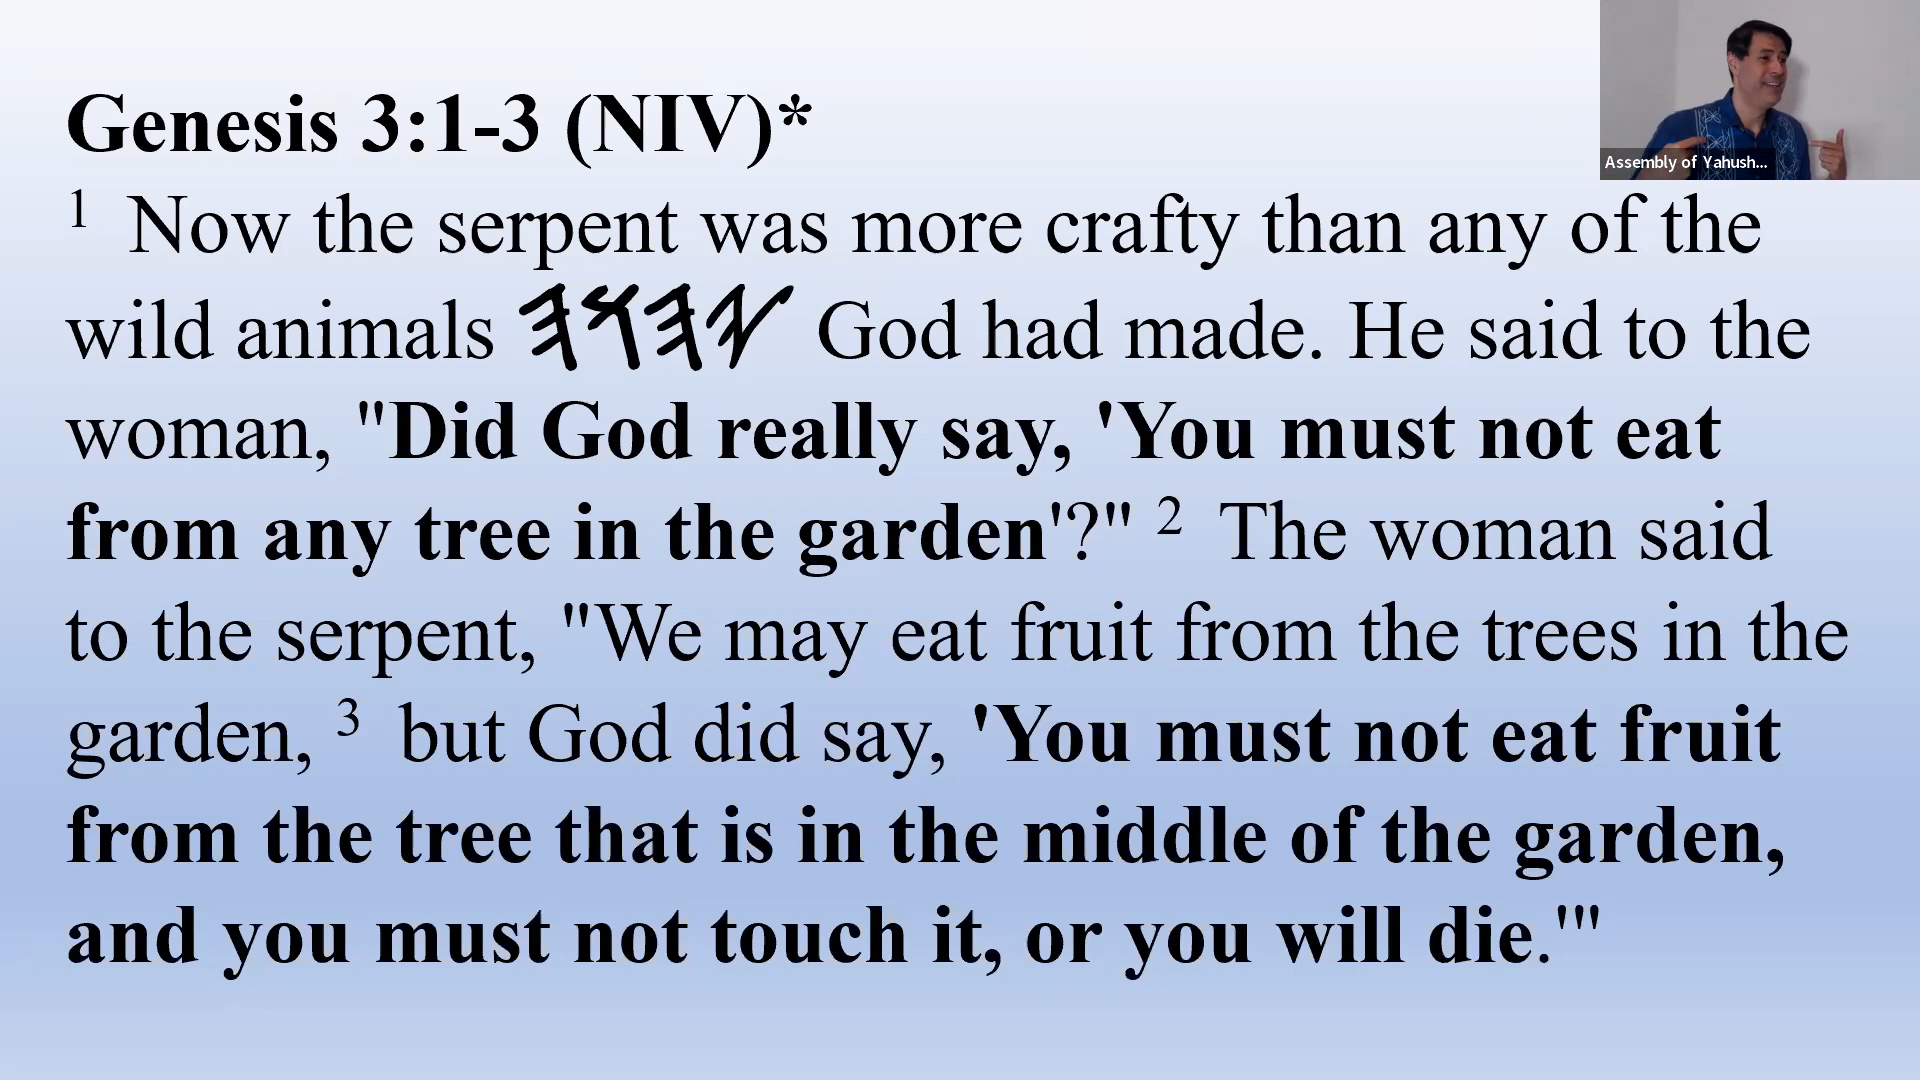 Genesis 3:1-3 (NIV)*
1 Now the serpent was more crafty than any of the
wild animals 𐤉𐤄𐤅𐤄 God had made. He said to the
woman, "Did God really say, 'You must not eat
from any tree in the garden'?" 2 The woman said
to the serpent, "We may eat fruit from the trees in the
garden, 3 but God did say, 'You must not eat fruit
from the tree that is in the middle of the garden,
and you must not touch it, or you will die.'"
Assembly of Yahush...